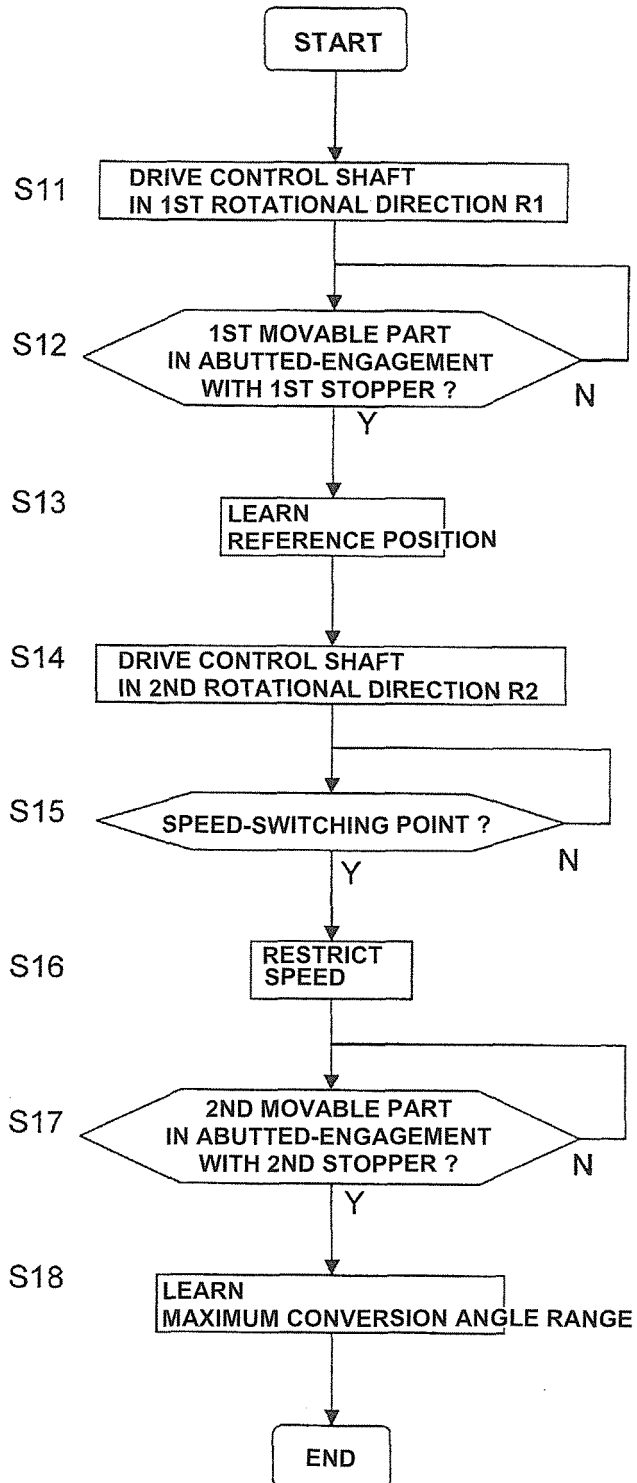 START
S11
DRIVE CONTROL SHAFT
IN 1ST ROTATIONAL DIRECTION R1
S12
1ST MOVABLE PART
IN ABUTTED-ENGAGEMENT
WITH 1ST STOPPER ?
N
Y
S13
LEARN
REFERENCE POSITION
S14
DRIVE CONTROL SHAFT
IN 2ND ROTATIONAL DIRECTION R2
S15
SPEED-SWITCHING POINT ?
N
Y
S16
RESTRICT
SPEED
S17
2ND MOVABLE PART
IN ABUTTED-ENGAGEMENT
WITH 2ND STOPPER ?
N
Y
S18
LEARN
MAXIMUM CONVERSION ANGLE RANGE
END